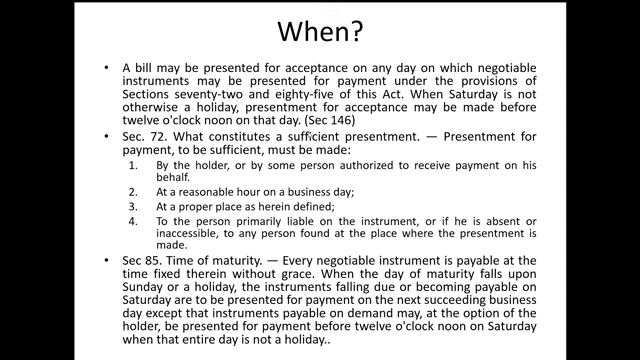 When?
• A bill may be presented for acceptance on any day on which negotiable
instruments may be presented for payment under the provisions of
Sections seventy-two and eighty-five of this Act. When Saturday is not
otherwise a holiday, presentment for acceptance may be made before
twelve o'clock noon on that day. (Sec 146)
• Sec. 72. What constitutes a sufficient presentment. — Presentment for
payment, to be sufficient, must be made:
1. By the holder, or by some person authorized to receive payment on his
behalf.
2. At a reasonable hour on a business day;
3. At a proper place as herein defined;
4. To the person primarily liable on the instrument, or if he is absent or
inaccessible, to any person found at the place where the presentment is
made.
• Sec 85. Time of maturity. — Every negotiable instrument is payable at the
time fixed therein without grace. When the day of maturity falls upon
Sunday or a holiday, the instruments falling due or becoming payable on
Saturday are to be presented for payment on the next succeeding business
day except that instruments payable on demand may, at the option of the
holder, be presented for payment before twelve o'clock noon on Saturday
when that entire day is not a holiday..